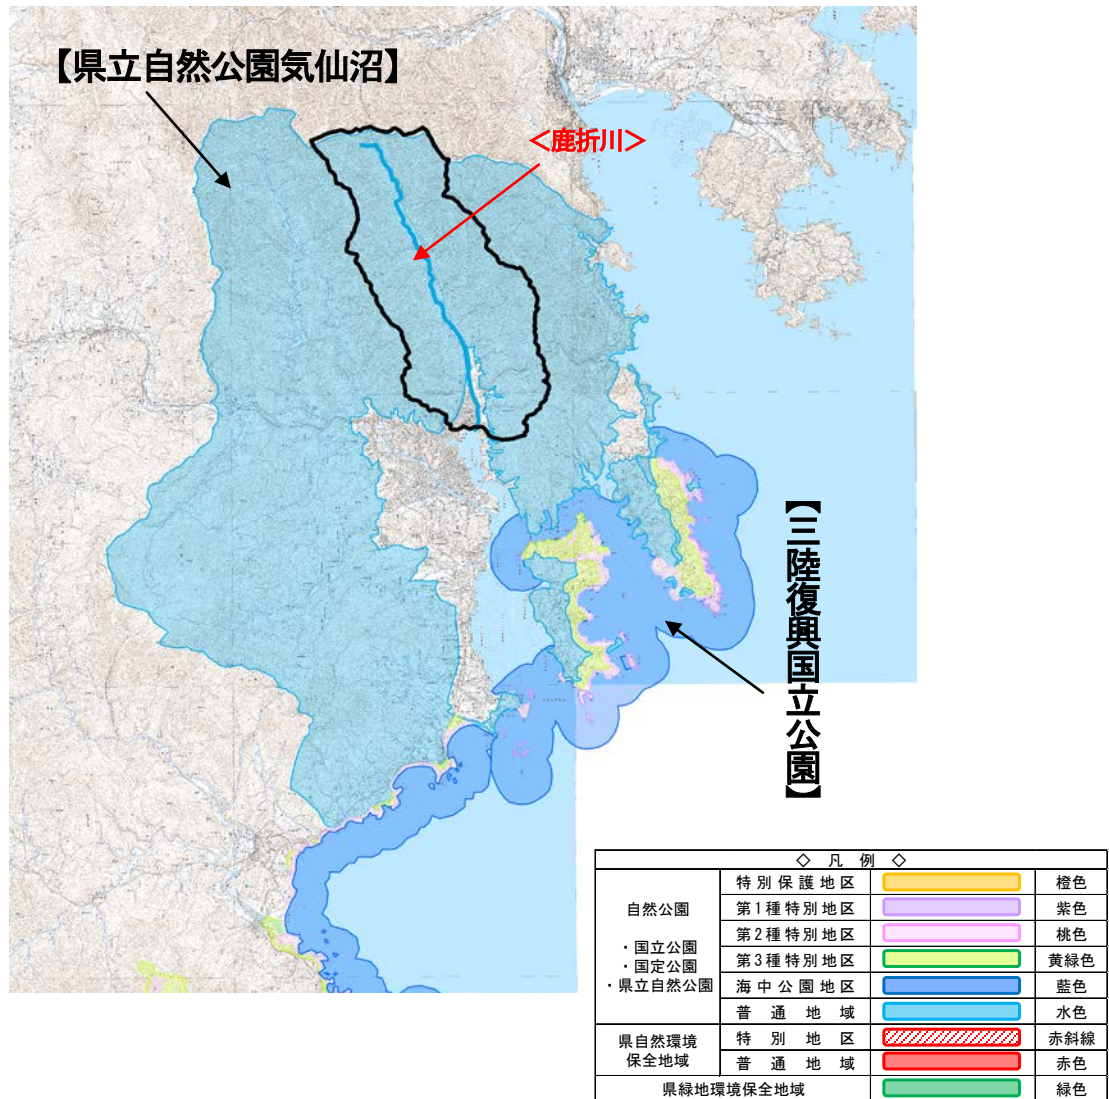 【県立自然公園気仙沼】
＜鹿折川＞
【三陸復興国立公園】
◇ 凡 例 ◇
自然公園
・国立公園
・国定公園
・県立自然公園
特別保護地区 橙色
第1種特別地区 紫色
第2種特別地区 桃色
第3種特別地区 黄緑色
海中公園地区 藍色
普通地域 水色
県自然環境
保全地域
特別地区 赤斜線
普通地域 赤色
県緑地環境保全地域 緑色